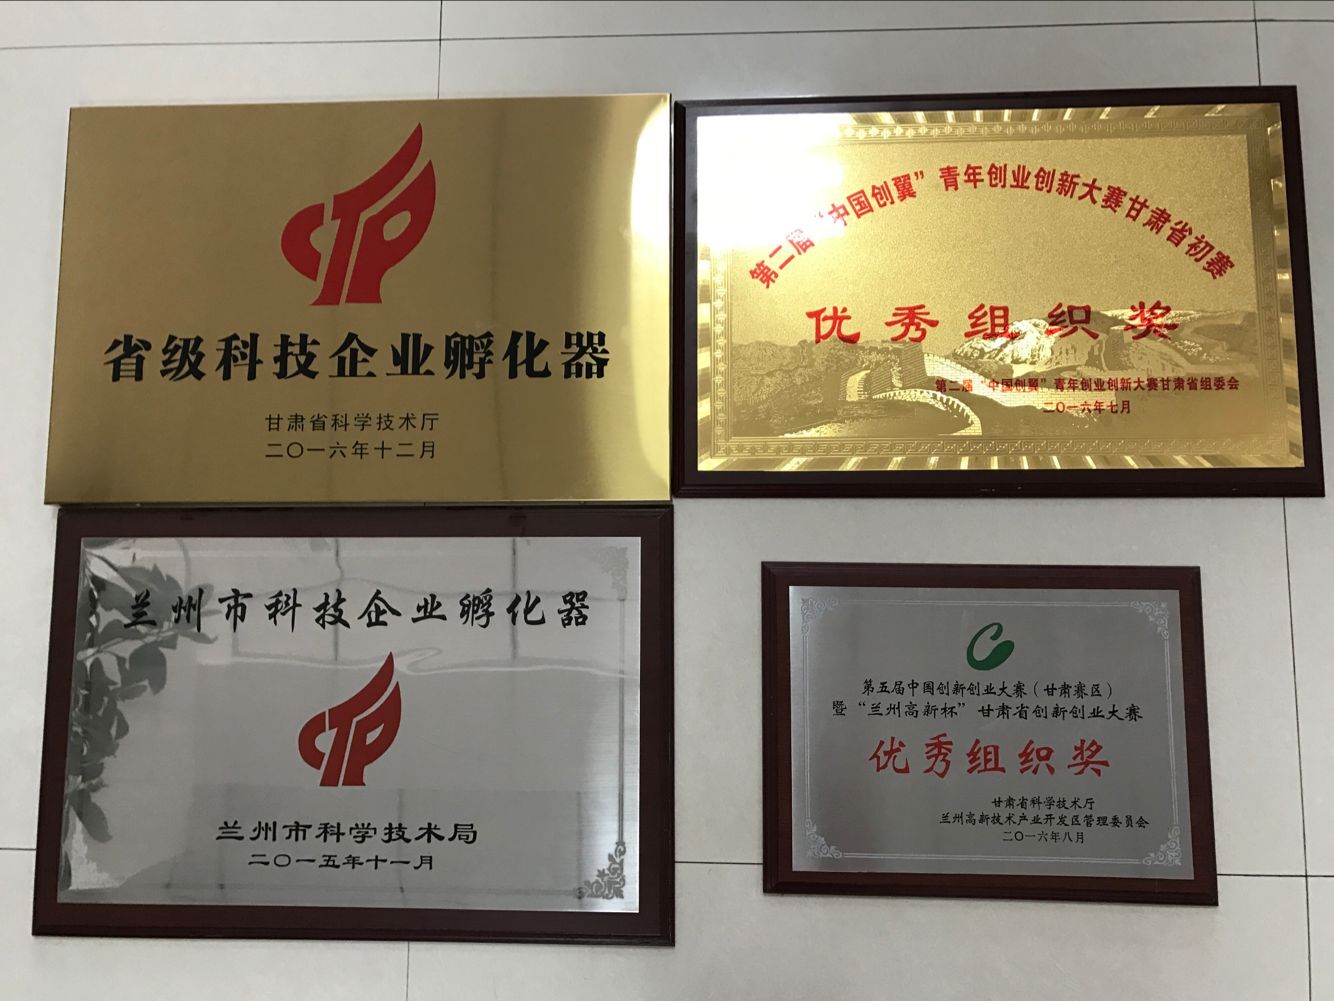 省级科技企业孵化器
甘肃省科学技术厅
二〇一六年十二月
第二届“中国创翼”青年创业创新大赛甘肃省初赛
优秀组织奖
第二届“中国创翼”青年创业创新大赛甘肃省组委会
二〇一六年七月
兰州市科技企业孵化器
兰州市科学技术局
二〇一五年十一月
第五届中国创新创业大赛（甘肃赛区）
暨“兰州高新杯”甘肃省创新创业大赛
优秀组织奖
甘肃省科学技术厅
兰州高新技术产业开发区管理委员会
二〇一六年八月